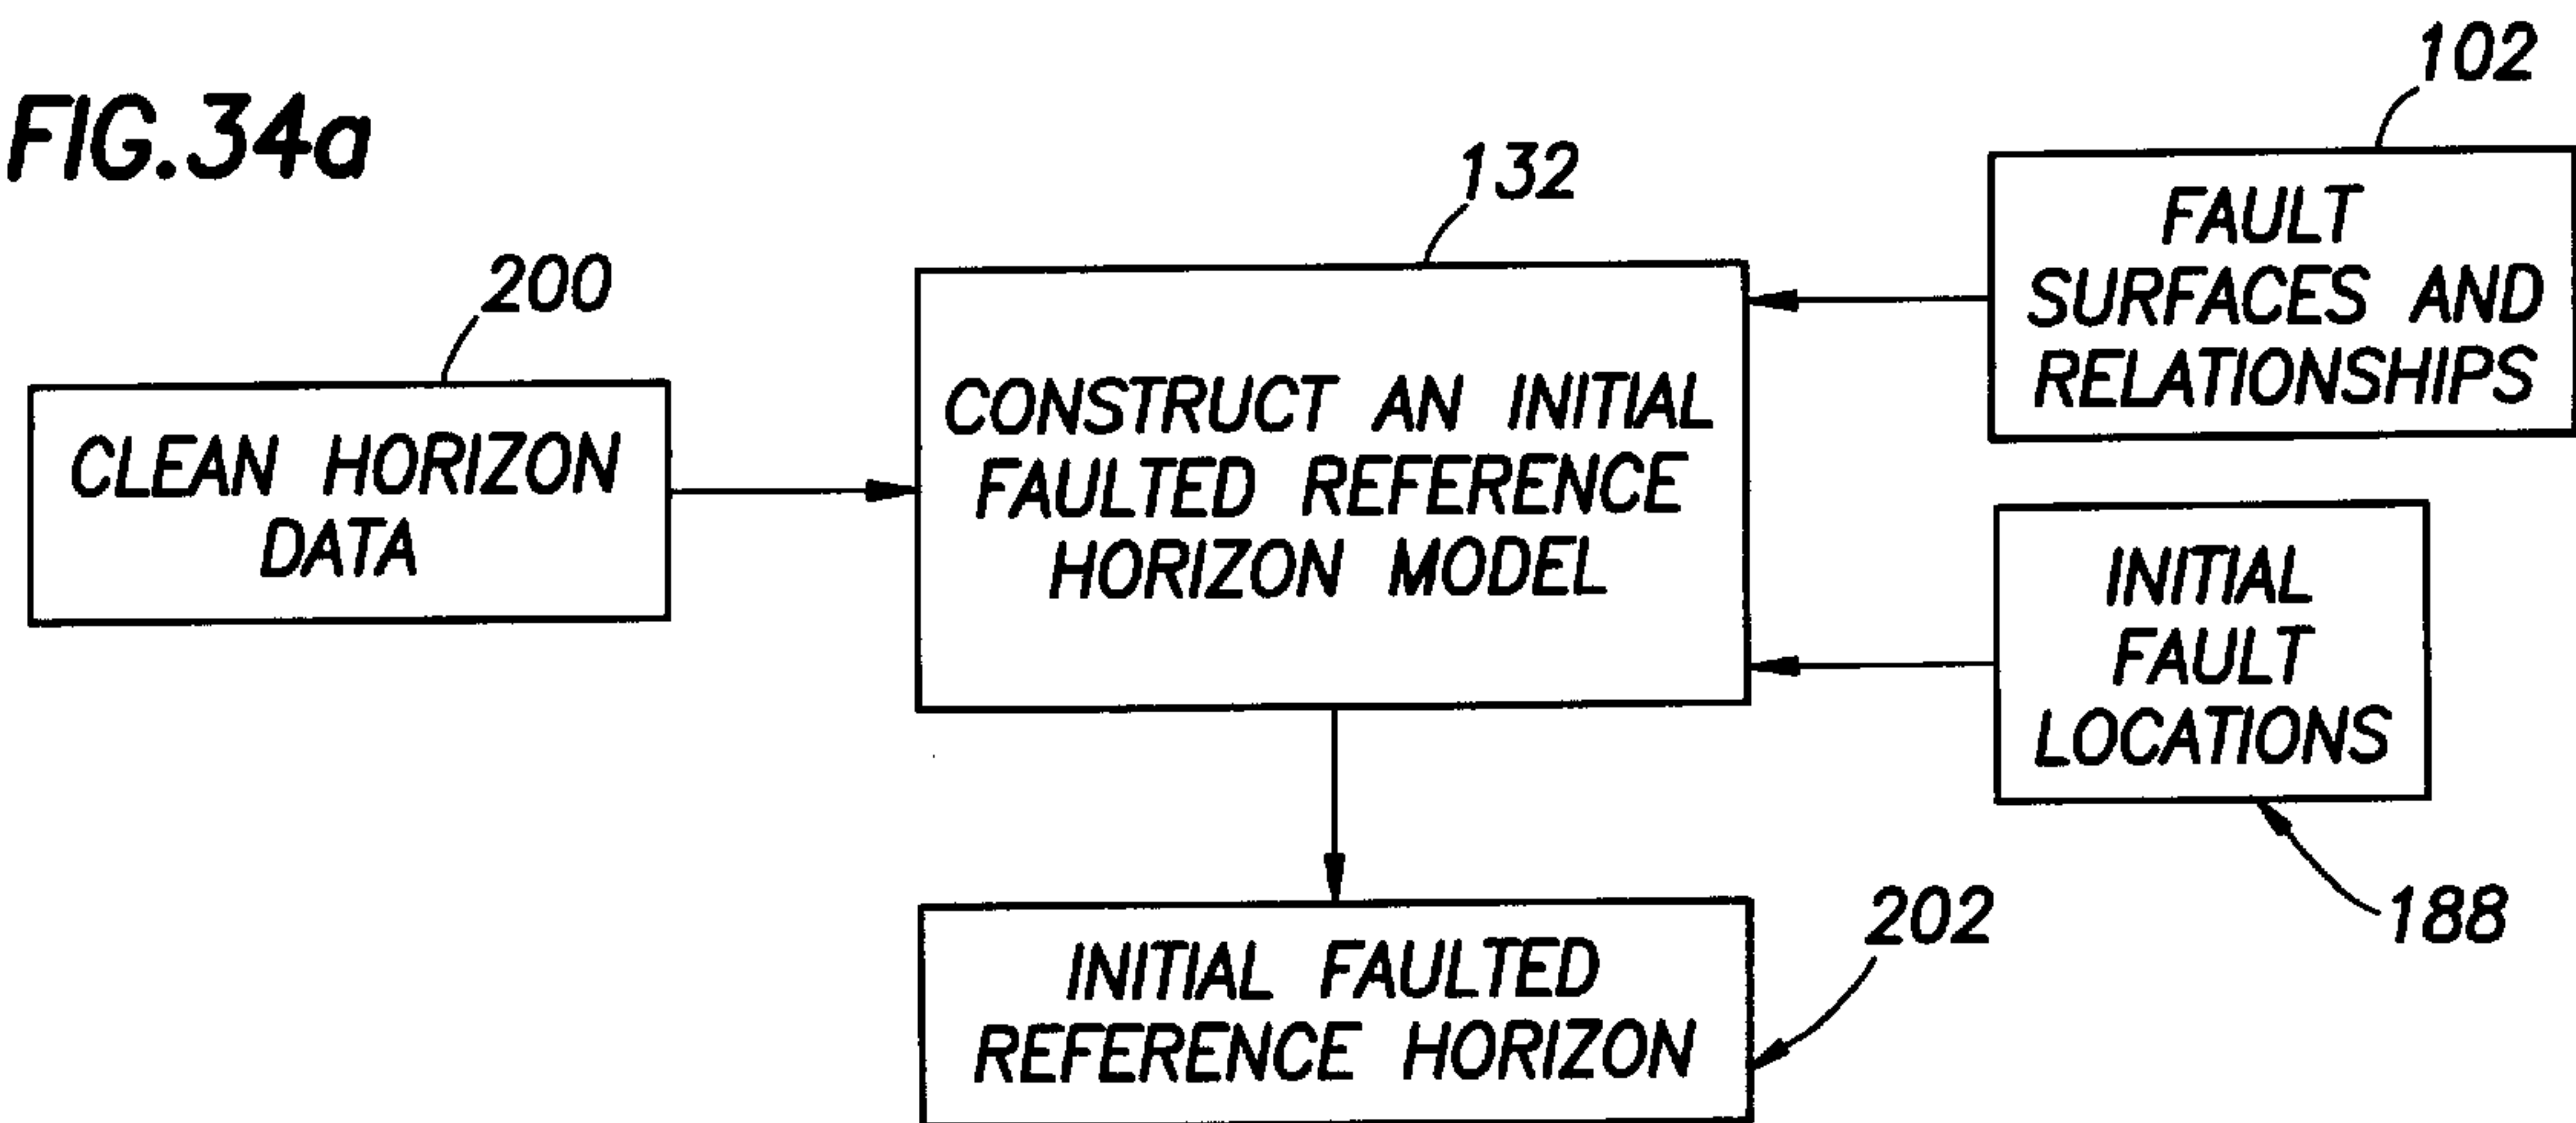 FIG.34a
102
132
200
FAULT
SURFACES AND
RELATIONSHIPS
CLEAN HORIZON
DATA
CONSTRUCT AN INITIAL
FAULTED REFERENCE
HORIZON MODEL
INITIAL
FAULT
LOCATIONS
188
INITIAL FAULTED
REFERENCE HORIZON
202